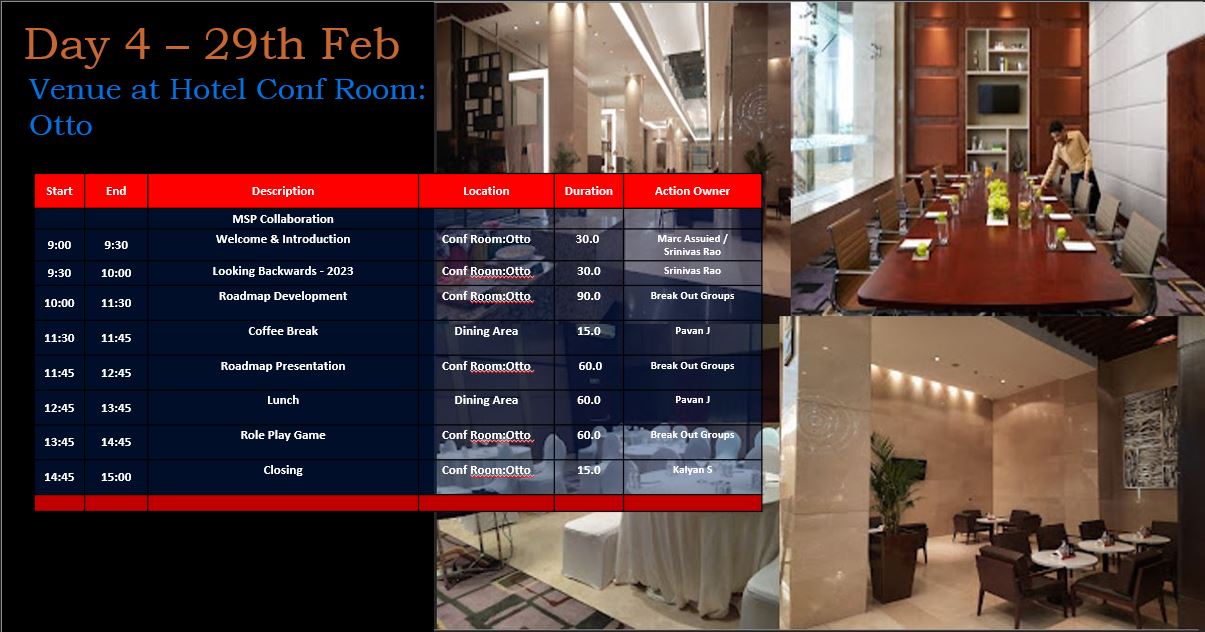 Day 4 – 29th Feb
Venue at Hotel Conf Room:
Otto
Start End Description Location Duration Action Owner
MSP Collaboration
9:00 9:30 Welcome & Introduction Conf Room:Otto 30.0 Marc Assuied /
Srinivas Rao
9:30 10:00 Looking Backwards - 2023 Conf Room:Otto 30.0 Srinivas Rao
10:00 11:30 Roadmap Development Conf Room:Otto 90.0 Break Out Groups
11:30 11:45 Coffee Break Dining Area 15.0 Pavan J
11:45 12:45 Roadmap Presentation Conf Room:Otto 60.0 Break Out Groups
12:45 13:45 Lunch Dining Area 60.0 Pavan J
13:45 14:45 Role Play Game Conf Room:Otto 60.0 Break Out Groups
14:45 15:00 Closing Conf Room:Otto 15.0 Kalyan S